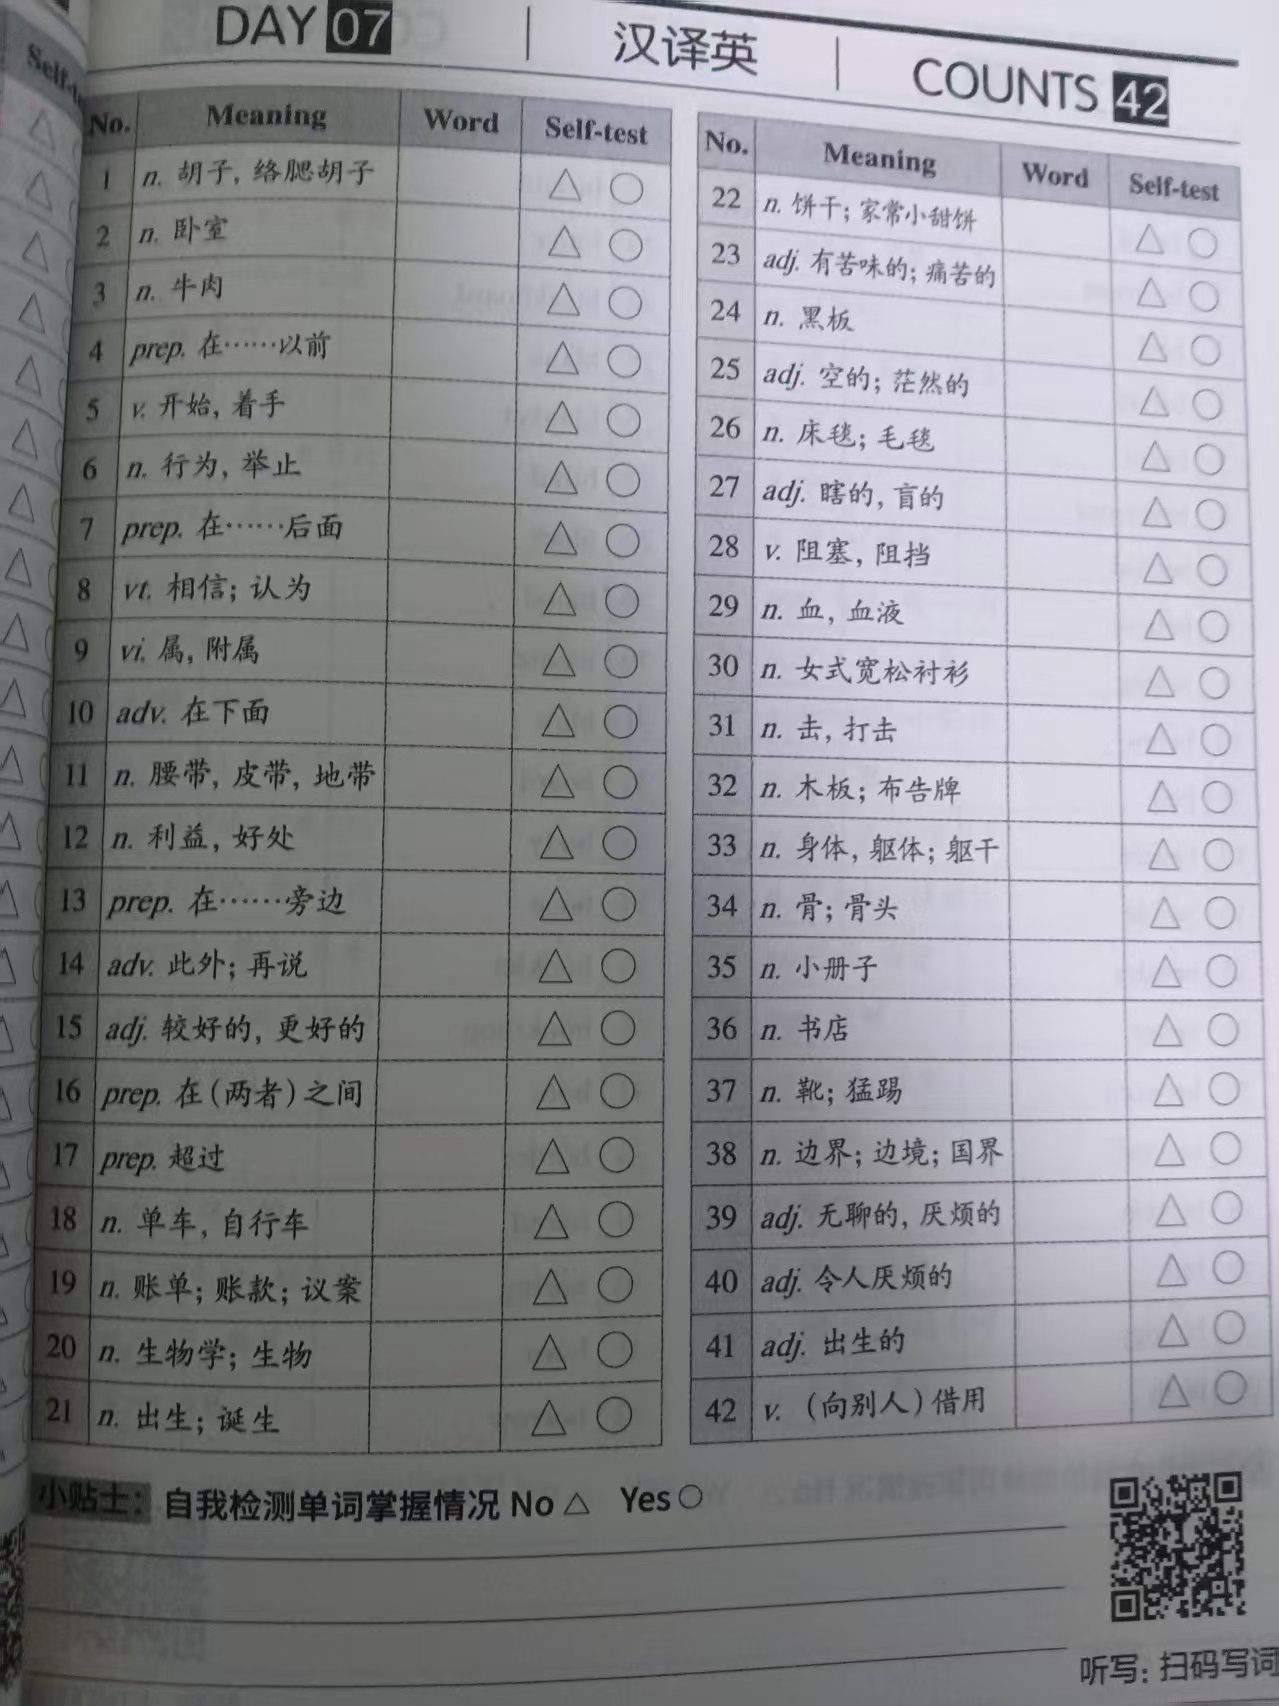 DAY 07
汉译英
COUNTS 42
Self-te
No. Meaning Word Self-test
1 n. 胡子, 络腮胡子 △ ○
2 n. 卧室 △ ○
3 n. 牛肉 △ ○
4 prep. 在……以前 △ ○
5 v. 开始, 着手 △ ○
6 n. 行为, 举止 △ ○
7 prep. 在……后面 △ ○
8 vt. 相信; 认为 △ ○
9 vi. 属, 附属 △ ○
10 adv. 在下面 △ ○
11 n. 腰带, 皮带, 地带 △ ○
12 n. 利益, 好处 △ ○
13 prep. 在……旁边 △ ○
14 adv. 此外; 再说 △ ○
15 adj. 较好的, 更好的 △ ○
16 prep. 在(两者)之间 △ ○
17 prep. 超过 △ ○
18 n. 单车, 自行车 △ ○
19 n. 账单; 账款; 议案 △ ○
20 n. 生物学; 生物 △ ○
21 n. 出生; 诞生 △ ○
No. Meaning Word Self-test
22 n. 饼干; 家常小甜饼 △ ○
23 adj. 有苦味的; 痛苦的 △ ○
24 n. 黑板 △ ○
25 adj. 空的; 茫然的 △ ○
26 n. 床毯; 毛毯 △ ○
27 adj. 瞎的, 盲的 △ ○
28 v. 阻塞, 阻挡 △ ○
29 n. 血, 血液 △ ○
30 n. 女式宽松衬衫 △ ○
31 n. 击, 打击 △ ○
32 n. 木板; 布告牌 △ ○
33 n. 身体, 躯体; 躯干 △ ○
34 n. 骨; 骨头 △ ○
35 n. 小册子 △ ○
36 n. 书店 △ ○
37 n. 靴; 猛踢 △ ○
38 n. 边界; 边境; 国界 △ ○
39 adj. 无聊的, 厌烦的 △ ○
40 adj. 令人厌烦的 △ ○
41 adj. 出生的 △ ○
42 v. (向别人)借用 △ ○
小贴士: 自我检测单词掌握情况 No △ Yes ○
听写: 扫码写词